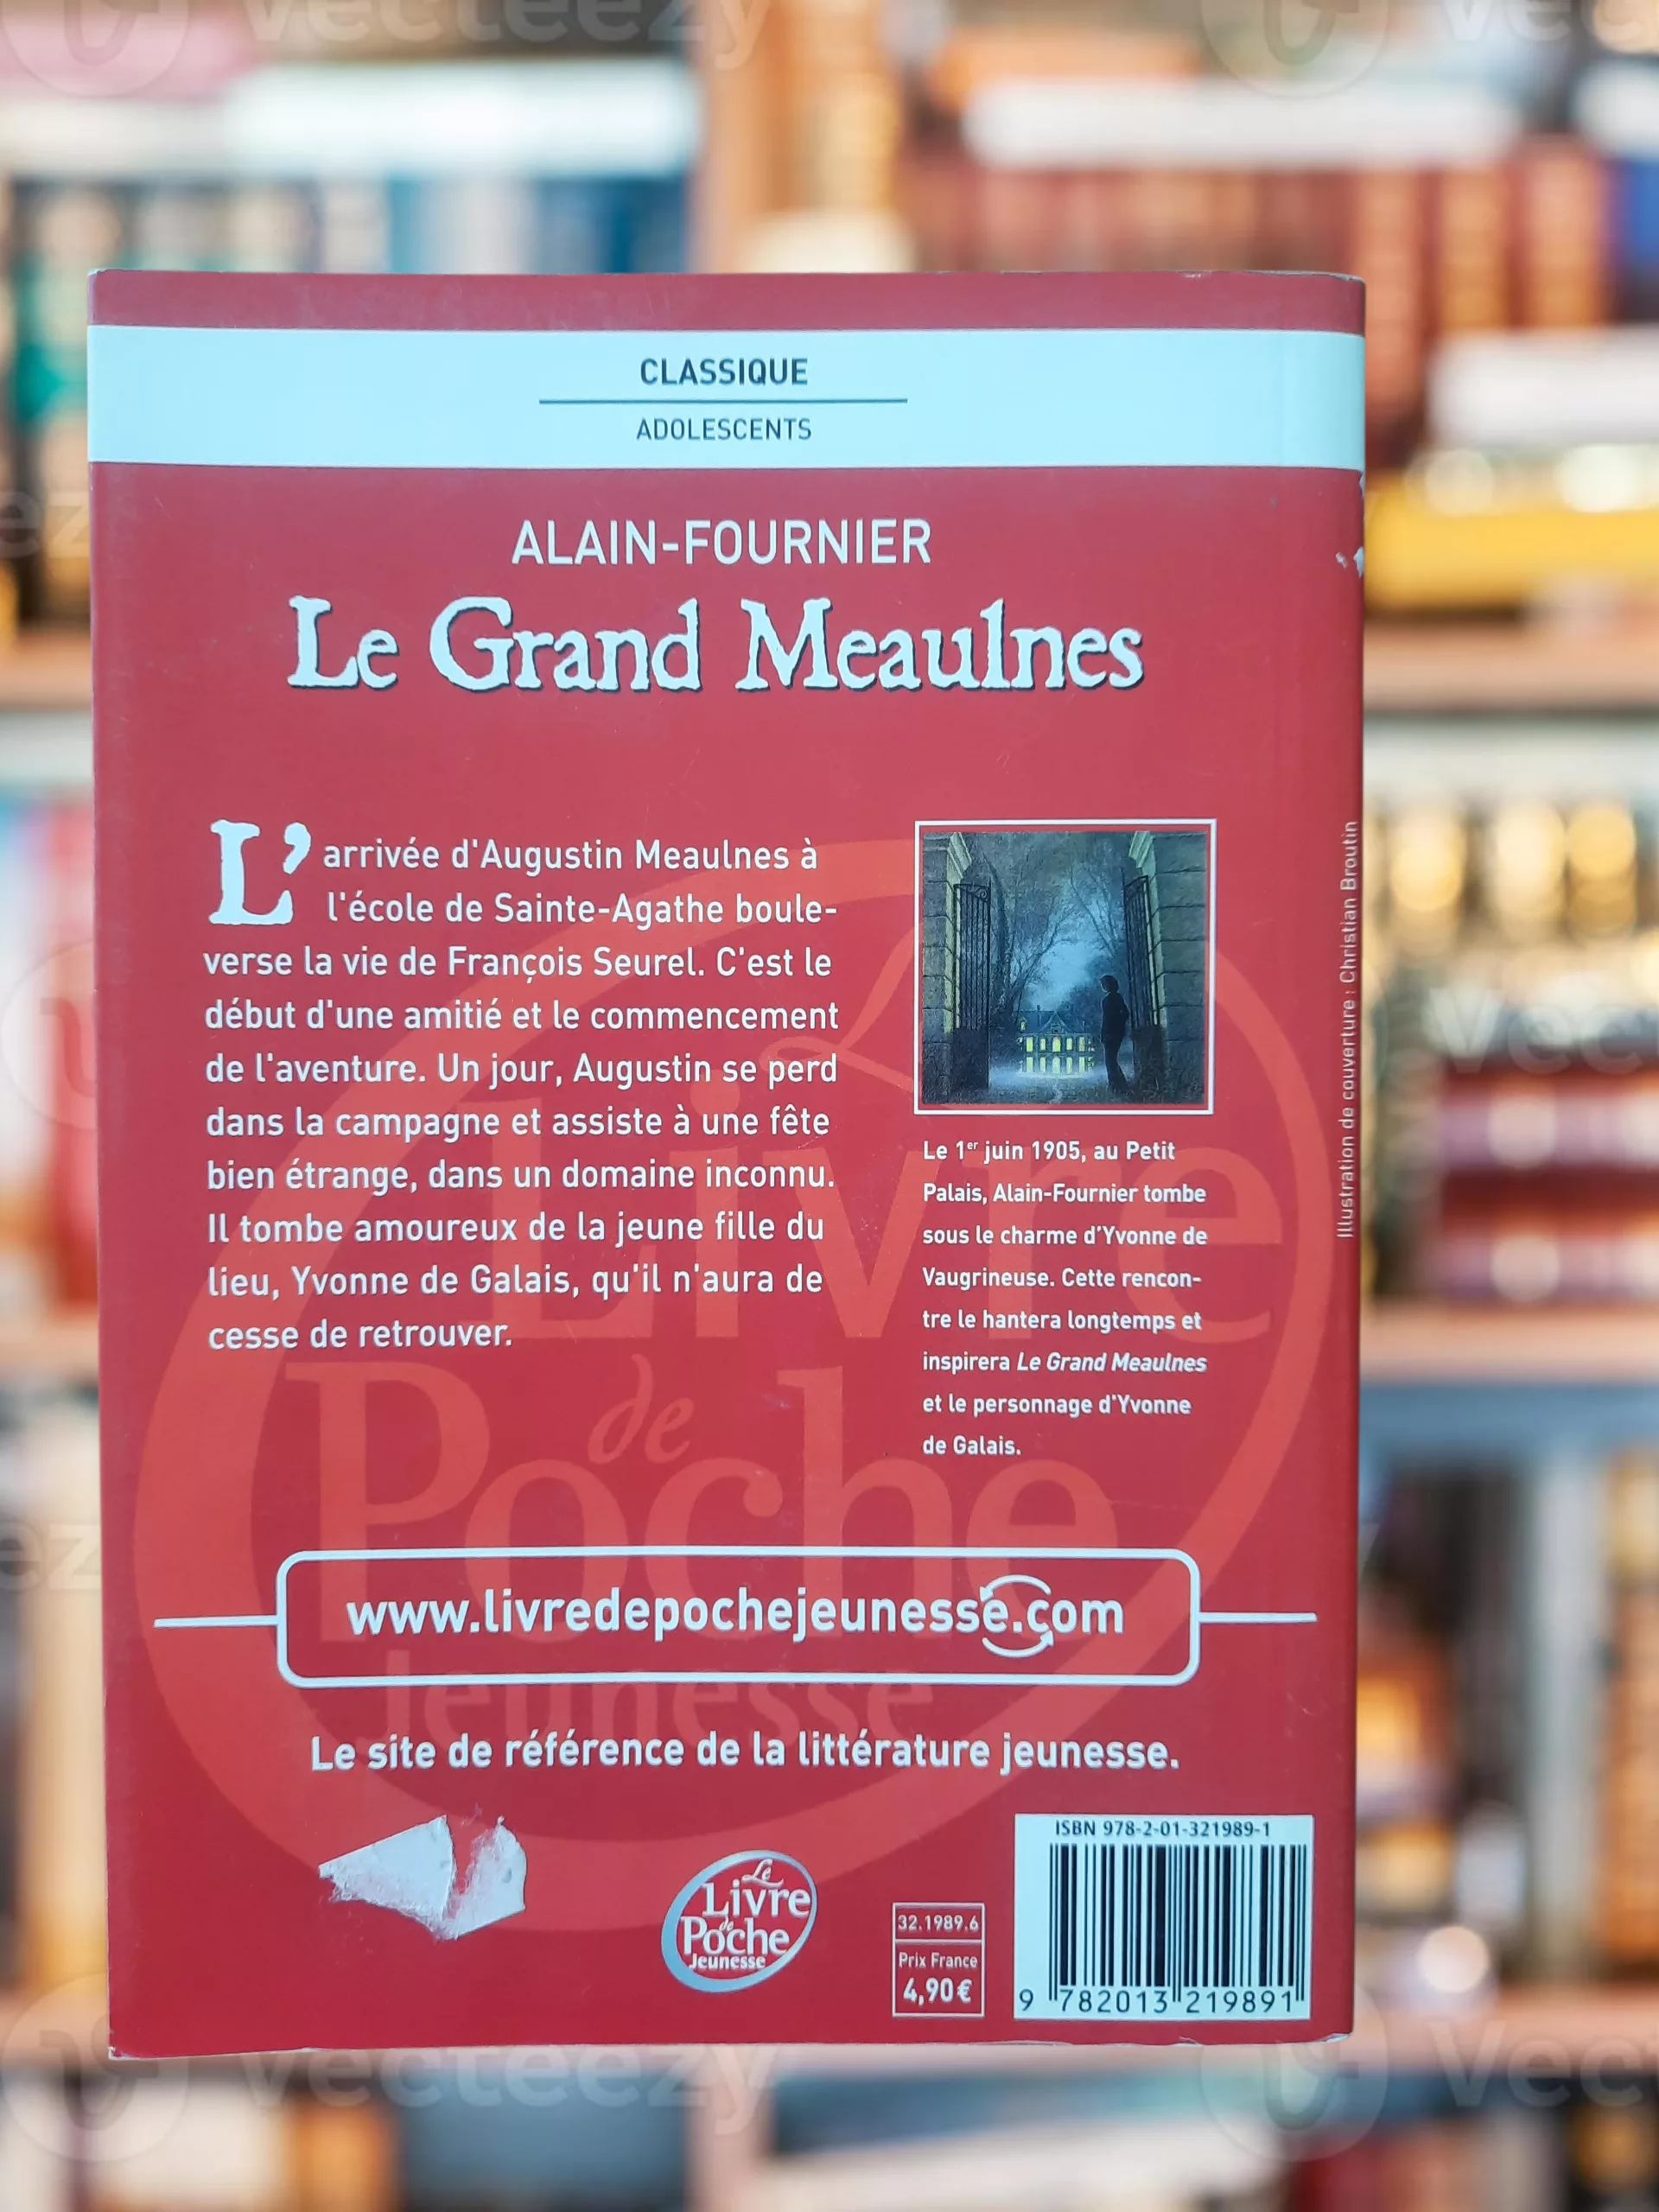 CLASSIQUE
ADOLESCENTS
ALAIN-FOURNIER
Le Grand Meaulnes
L'arrivée d'Augustin Meaulnes à
l'école de Sainte-Agathe boule-
verse la vie de François Seurel. C'est le
début d'une amitié et le commencement
de l'aventure. Un jour, Augustin se perd
dans la campagne et assiste à une fête
bien étrange, dans un domaine inconnu.
Il tombe amoureux de la jeune fille du
lieu, Yvonne de Galais, qu'il n'aura de
cesse de retrouver.
Le 1er juin 1905, au Petit
Palais, Alain-Fournier tombe
sous le charme d'Yvonne de
Vaugrineuse. Cette rencon-
tre le hantera longtemps et
inspirera Le Grand Meaulnes
et le personnage d'Yvonne
de Galais.
Illustration de couverture : Christian Broutin
Le
Livre
de
Poche
jeunesse
www.livredepochejeunesse.com
Le site de référence de la littérature jeunesse.
Le
Livre
de
Poche
Jeunesse
32.1989.6
Prix France
4,90€
ISBN 978-2-01-321989-1
9 782013 219891
vecteezy
vecteezy